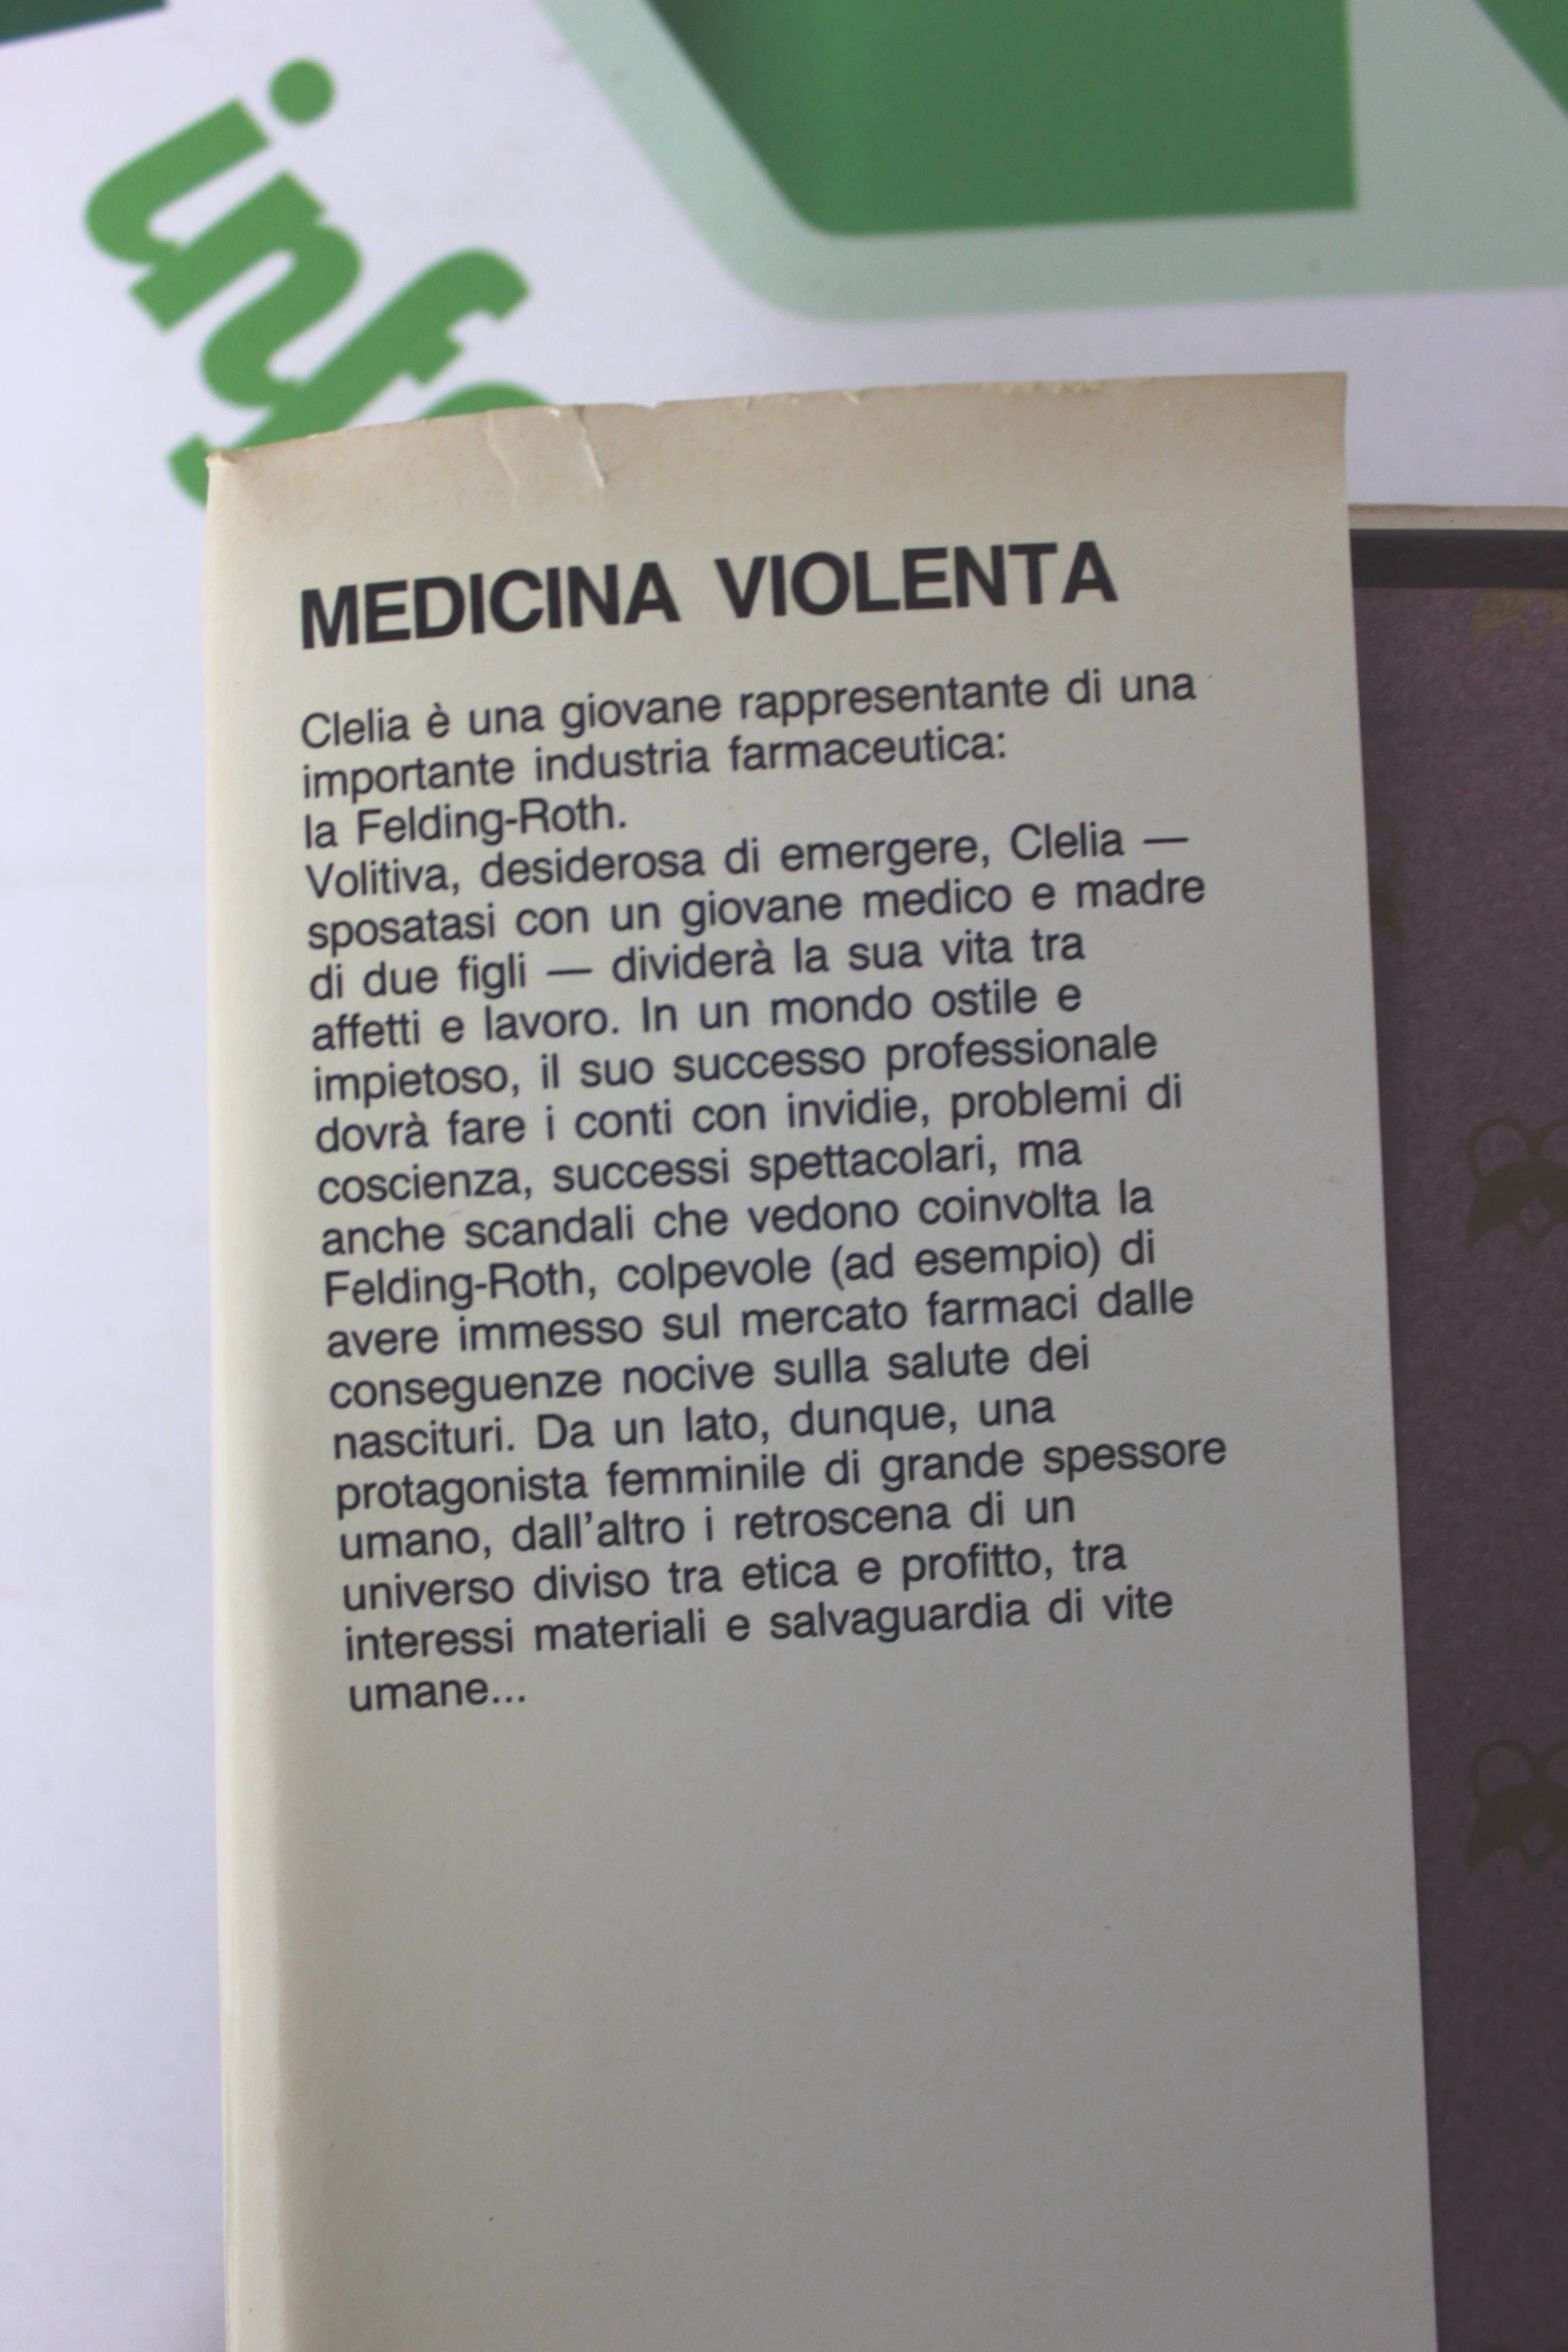 info
MEDICINA VIOLENTA
Clelia è una giovane rappresentante di una
importante industria farmaceutica:
la Felding-Roth.
Volitiva, desiderosa di emergere, Clelia —
sposatasi con un giovane medico e madre
di due figli — dividerà la sua vita tra
affetti e lavoro. In un mondo ostile e
impietoso, il suo successo professionale
dovrà fare i conti con invidie, problemi di
coscienza, successi spettacolari, ma
anche scandali che vedono coinvolta la
Felding-Roth, colpevole (ad esempio) di
avere immesso sul mercato farmaci dalle
conseguenze nocive sulla salute dei
nascituri. Da un lato, dunque, una
protagonista femminile di grande spessore
umano, dall'altro i retroscena di un
universo diviso tra etica e profitto, tra
interessi materiali e salvaguardia di vite
umane...